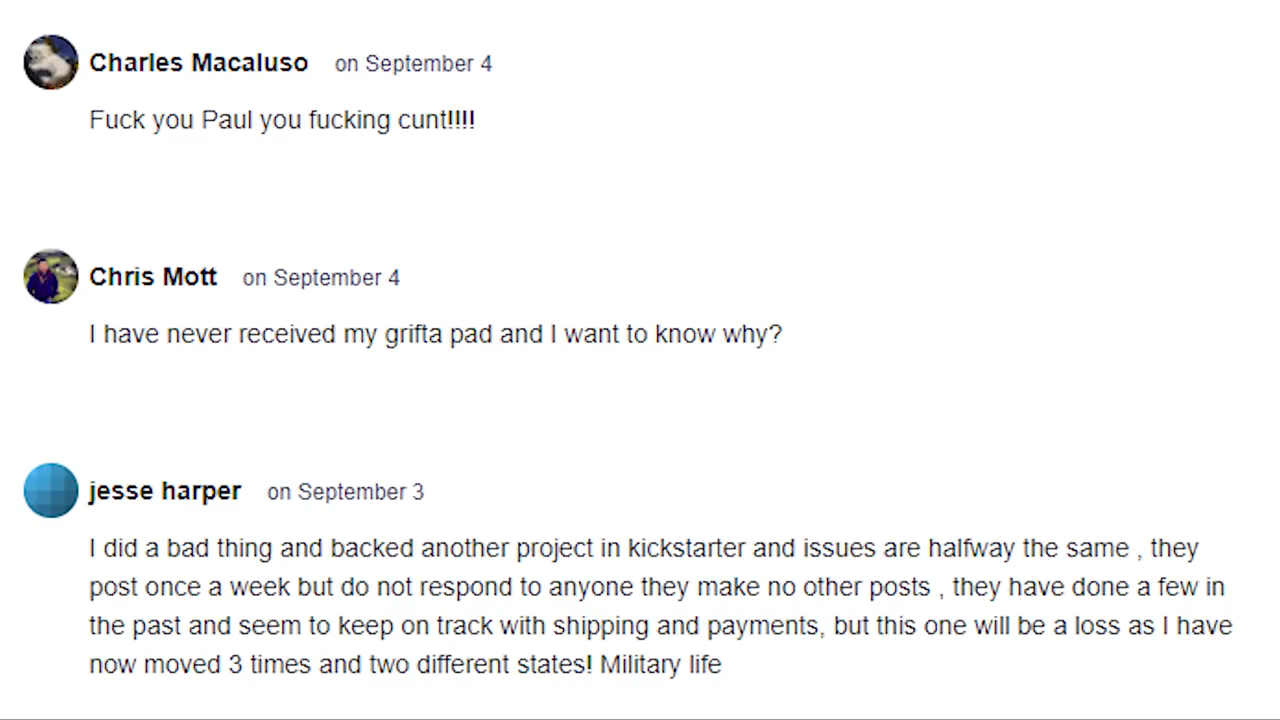 Charles Macaluso on September 4
Fuck you Paul you fucking cunt!!!!
Chris Mott on September 4
I have never received my grifta pad and I want to know why?
jesse harper on September 3
I did a bad thing and backed another project in kickstarter and issues are halfway the same , they
post once a week but do not respond to anyone they make no other posts , they have done a few in
the past and seem to keep on track with shipping and payments, but this one will be a loss as I have
now moved 3 times and two different states! Military life